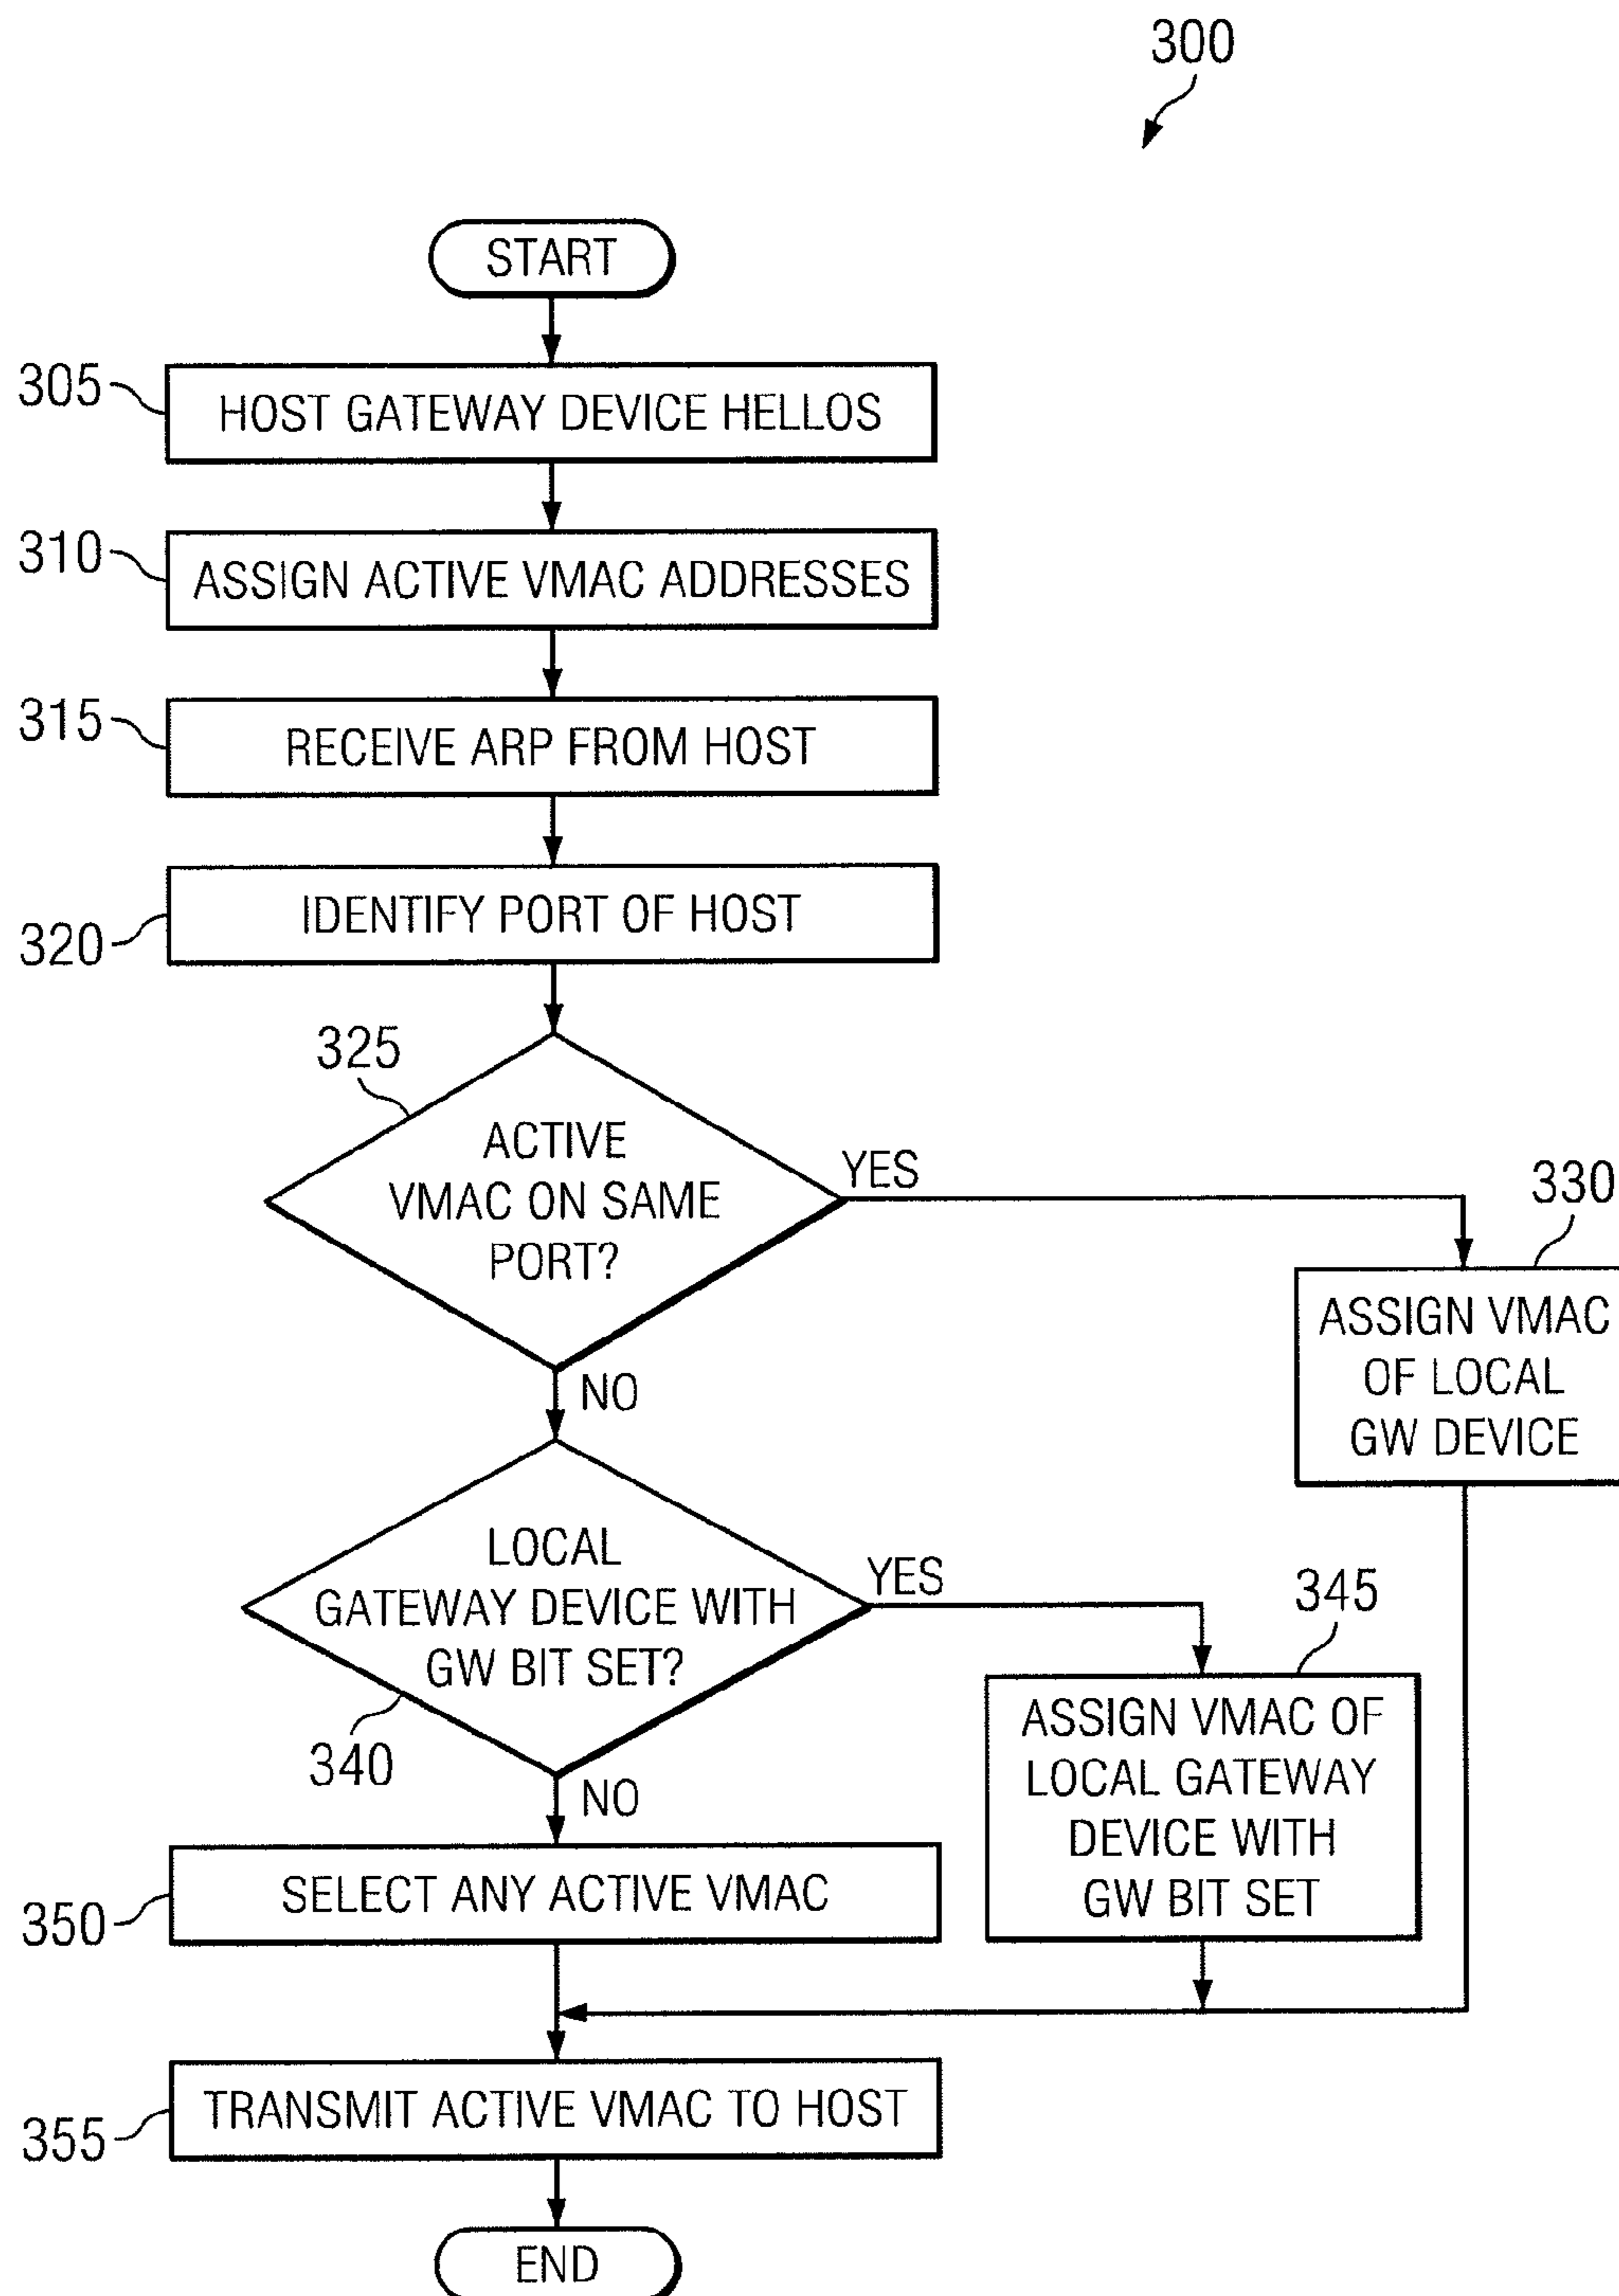 300
START
305
HOST GATEWAY DEVICE HELLOS
310
ASSIGN ACTIVE VMAC ADDRESSES
315
RECEIVE ARP FROM HOST
320
IDENTIFY PORT OF HOST
325
ACTIVE
VMAC ON SAME
PORT?
YES
NO
330
ASSIGN VMAC
OF LOCAL
GW DEVICE
LOCAL
GATEWAY DEVICE WITH
GW BIT SET?
340
YES
NO
345
ASSIGN VMAC OF
LOCAL GATEWAY
DEVICE WITH
GW BIT SET
350
SELECT ANY ACTIVE VMAC
355
TRANSMIT ACTIVE VMAC TO HOST
END